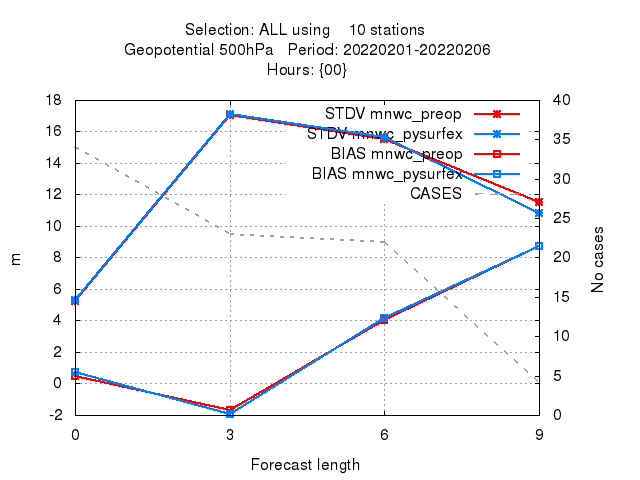 Selection: ALL using 10 stations
Geopotential 500hPa Period: 20220201-20220206
Hours: {00}
18
16
14
12
10
8
6
4
2
0
-2
40
35
30
25
20
15
10
5
0
STDV mnwc_preop
STDV mnwc_pysurfex
BIAS mnwc_preop
BIAS mnwc_pysurfex
CASES
m
No cases
0 3 6 9
Forecast length